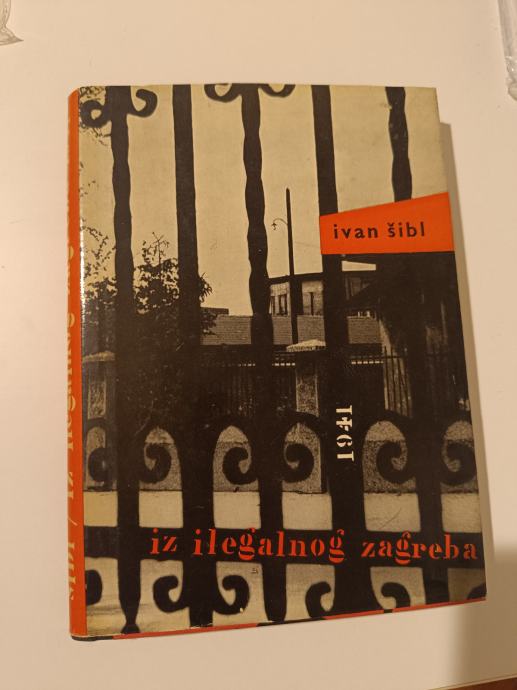 ivan šibl
1941
iz ilegalnog zagreba